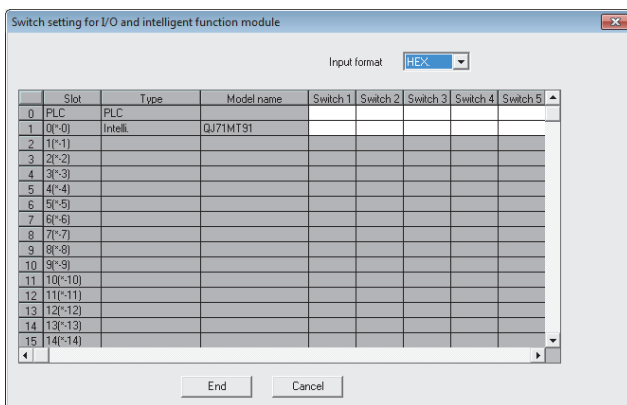 Switch setting for I/O and intelligent function module
Input format HEX.
Slot Type Model name Switch 1 Switch 2 Switch 3 Switch 4 Switch 5
0 PLC PLC
1 0(*-0) Intelli. QJ71MT91
2 1(*-1)
3 2(*-2)
4 3(*-3)
5 4(*-4)
6 5(*-5)
7 6(*-6)
8 7(*-7)
9 8(*-8)
10 9(*-9)
11 10(*-10)
12 11(*-11)
13 12(*-12)
14 13(*-13)
15 14(*-14)
End Cancel